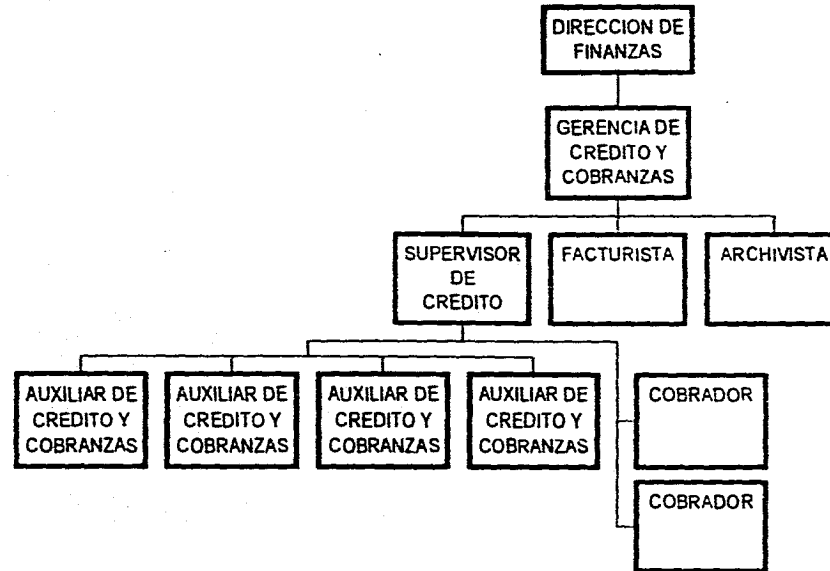 DIRECCION DE
FINANZAS
GERENCIA DE
CREDITO Y
COBRANZAS
SUPERVISOR
DE
CREDITO
FACTURISTA
ARCHIVISTA
AUXILIAR DE
CREDITO Y
COBRANZAS
AUXILIAR DE
CREDITO Y
COBRANZAS
AUXILIAR DE
CREDITO Y
COBRANZAS
AUXILIAR DE
CREDITO Y
COBRANZAS
COBRADOR
COBRADOR